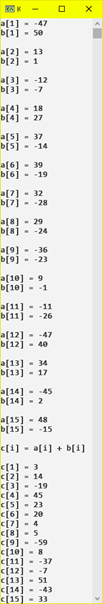 K
a[1] = -47
b[1] = 50
a[2] = 13
b[2] = 1
a[3] = -12
b[3] = -7
a[4] = 18
b[4] = 27
a[5] = 37
b[5] = -14
a[6] = 39
b[6] = -19
a[7] = 32
b[7] = -28
a[8] = 29
b[8] = -24
a[9] = -36
b[9] = -23
a[10] = 9
b[10] = -1
a[11] = -11
b[11] = -26
a[12] = -47
b[12] = 40
a[13] = 34
b[13] = 17
a[14] = -45
b[14] = 2
a[15] = 48
b[15] = -15
c[i] = a[i] + b[i]
c[1] = 3
c[2] = 14
c[3] = -19
c[4] = 45
c[5] = 23
c[6] = 20
c[7] = 4
c[8] = 5
c[9] = -59
c[10] = 8
c[11] = -37
c[12] = -7
c[13] = 51
c[14] = -43
c[15] = 33